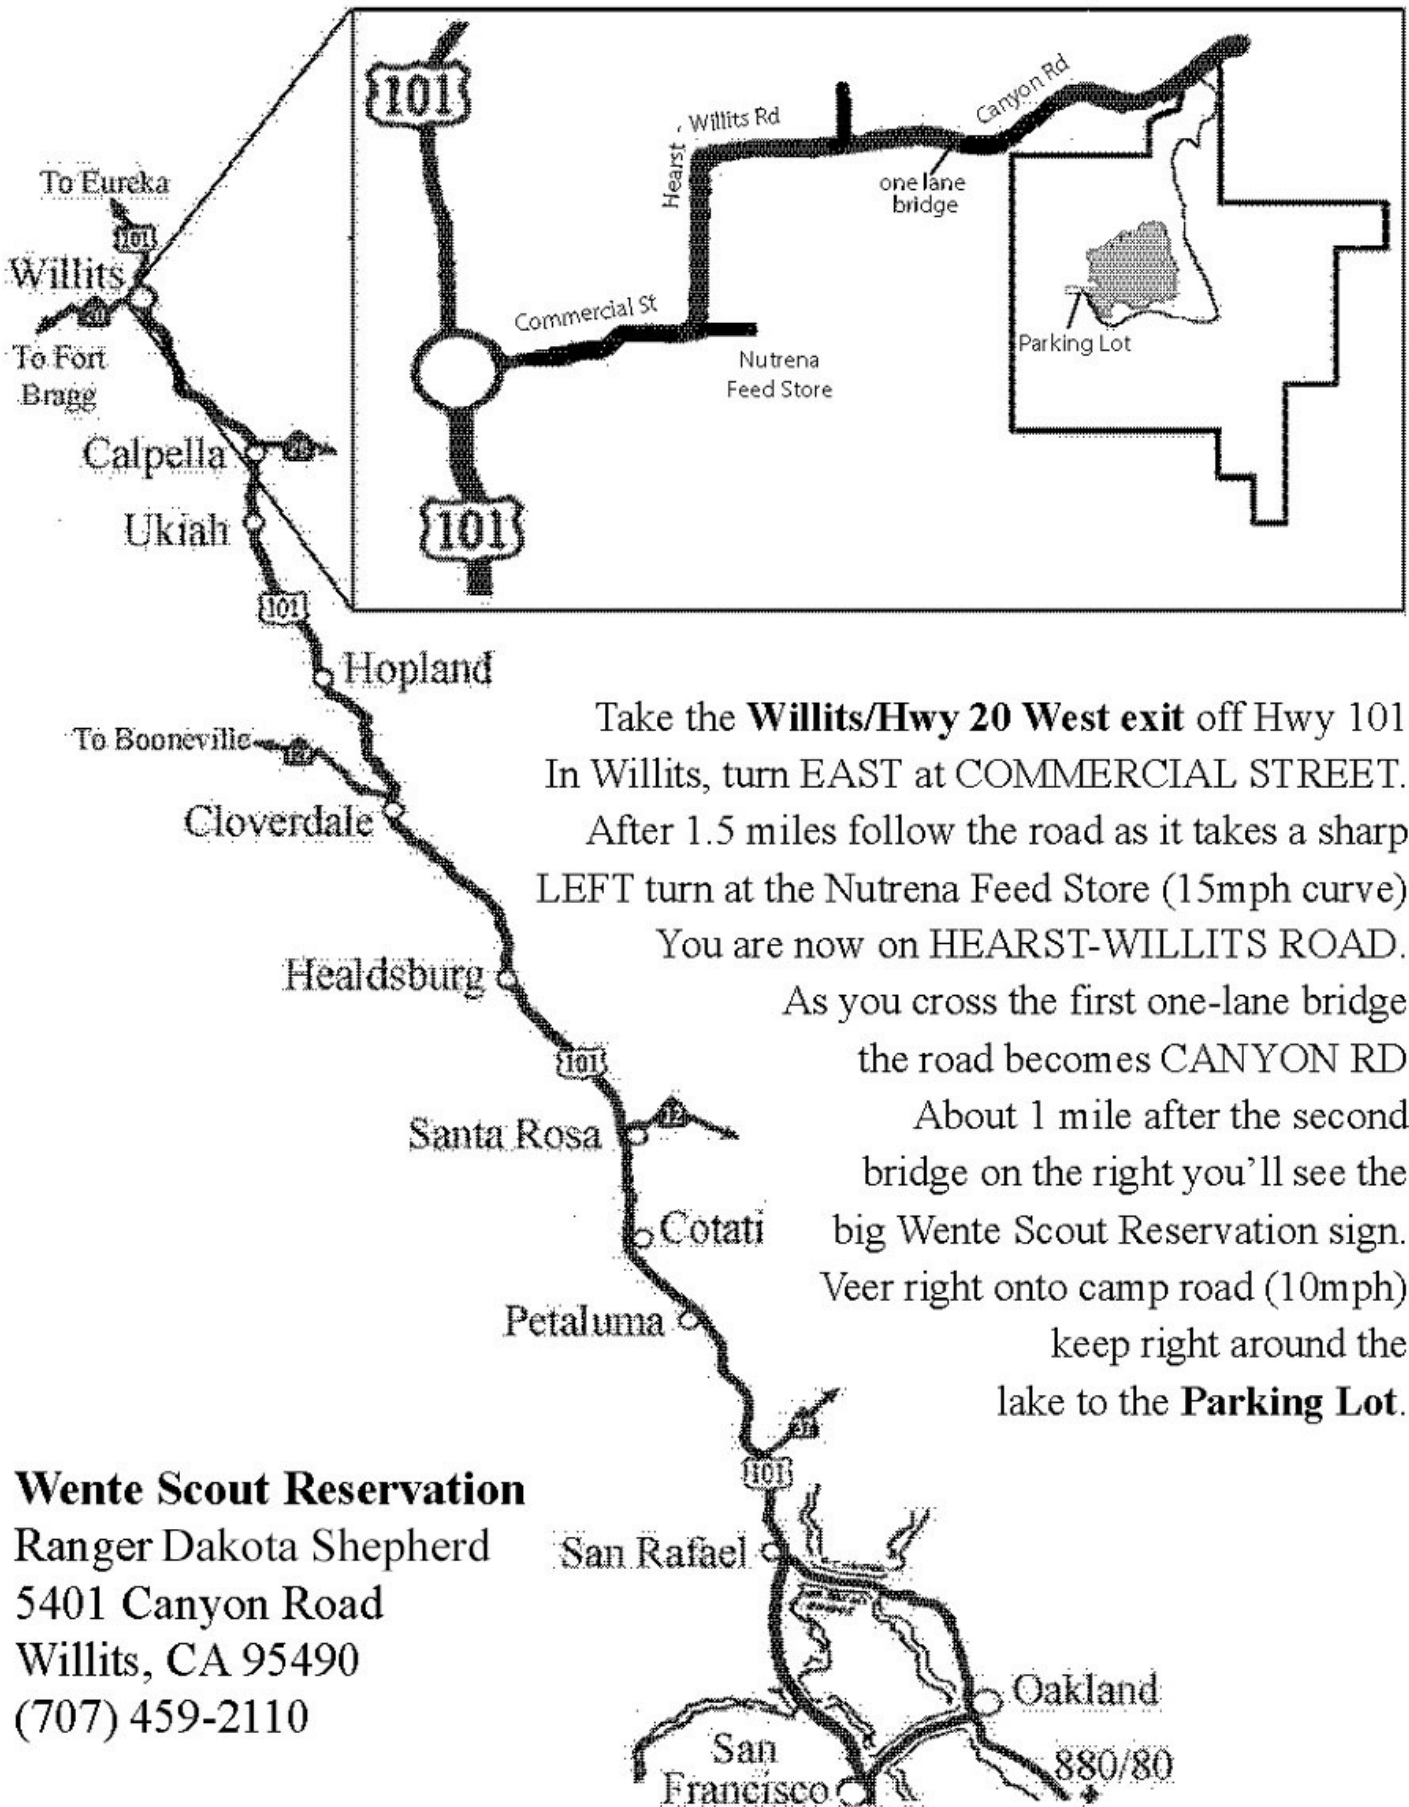 101
Willits Rd
Hearst -
Canyon Rd
one lane
bridge
Commercial St
Nutrena
Feed Store
Parking Lot
101
To Eureka
101
Willits
20
To Fort
Bragg
Calpella
20
Ukiah
101
Hopland
To Booneville
Cloverdale
Healdsburg
101
Santa Rosa
12
Cotati
Petaluma
37
101
San Rafael
Oakland
San
Francisco
880/80
Take the Willits/Hwy 20 West exit off Hwy 101
In Willits, turn EAST at COMMERCIAL STREET.
After 1.5 miles follow the road as it takes a sharp
LEFT turn at the Nutrena Feed Store (15mph curve)
You are now on HEARST-WILLITS ROAD.
As you cross the first one-lane bridge
the road becomes CANYON RD
About 1 mile after the second
bridge on the right you’ll see the
big Wente Scout Reservation sign.
Veer right onto camp road (10mph)
keep right around the
lake to the Parking Lot.
Wente Scout Reservation
Ranger Dakota Shepherd
5401 Canyon Road
Willits, CA 95490
(707) 459-2110